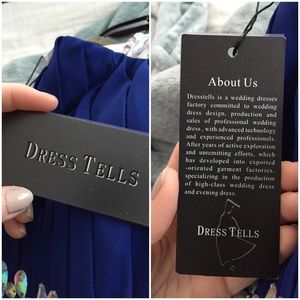 DRESS TELLS
About Us
Dresstells is a wedding dresses
factory committed to wedding
dress design, production and
sales of professional wedding
dress , with advanced technology
and experienced professionals.
After years of active exploration
and unremitting efforts, which
has developed into exported
-oriented garment factories,
specializing in the production
of high-class wedding dress
and evening dress.
DRESS TELLS